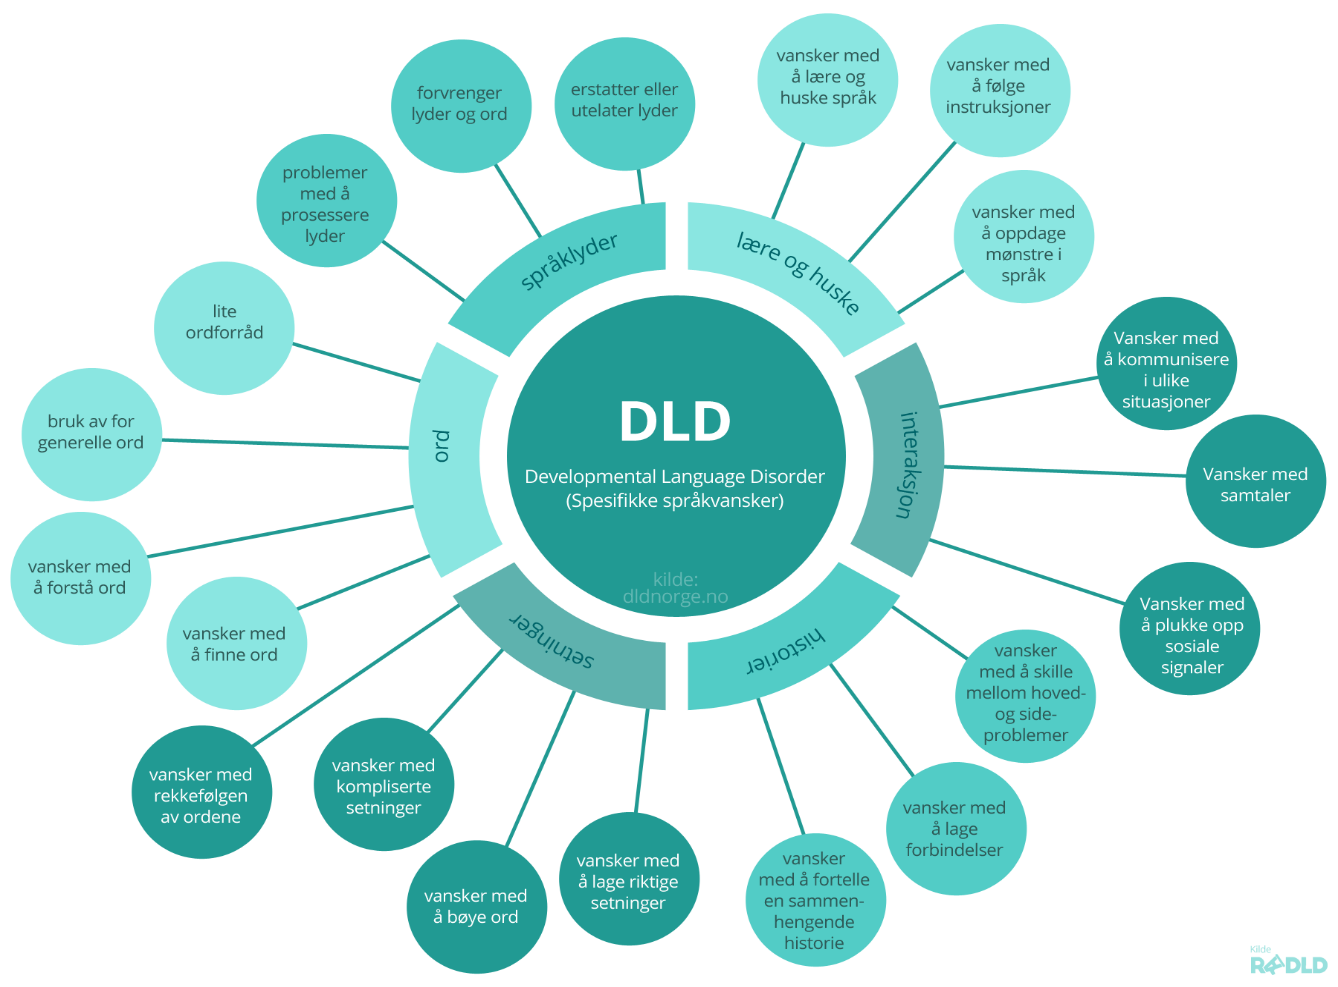 DLD
Developmental Language Disorder
(Spesifikke språkvansker)
kilde:
dldnorge.no
språklyder
problemer
med å
prosessere
lyder
forvrenger
lyder og ord
erstatter eller
utelater lyder
lære og huske
vansker med
å lære og
huske språk
vansker med
å følge
instruksjoner
vansker med
å oppdage
mønstre i
språk
interaksjon
Vansker med
å kommunisere
i ulike
situasjoner
Vansker med
samtaler
Vansker med
å plukke opp
sosiale
signaler
historier
vansker
med å skille
mellom hoved-
og side-
problemer
vansker med
å lage
forbindelser
vansker
med å fortelle
en sammen-
hengende
historie
setninger
vansker med
å lage riktige
setninger
vansker med
å bøye ord
vansker med
kompliserte
setninger
vansker med
rekkefølgen
av ordene
ord
vansker med
å finne ord
vansker med
å forstå ord
bruk av for
generelle ord
lite
ordforråd
Kilde
RADLD